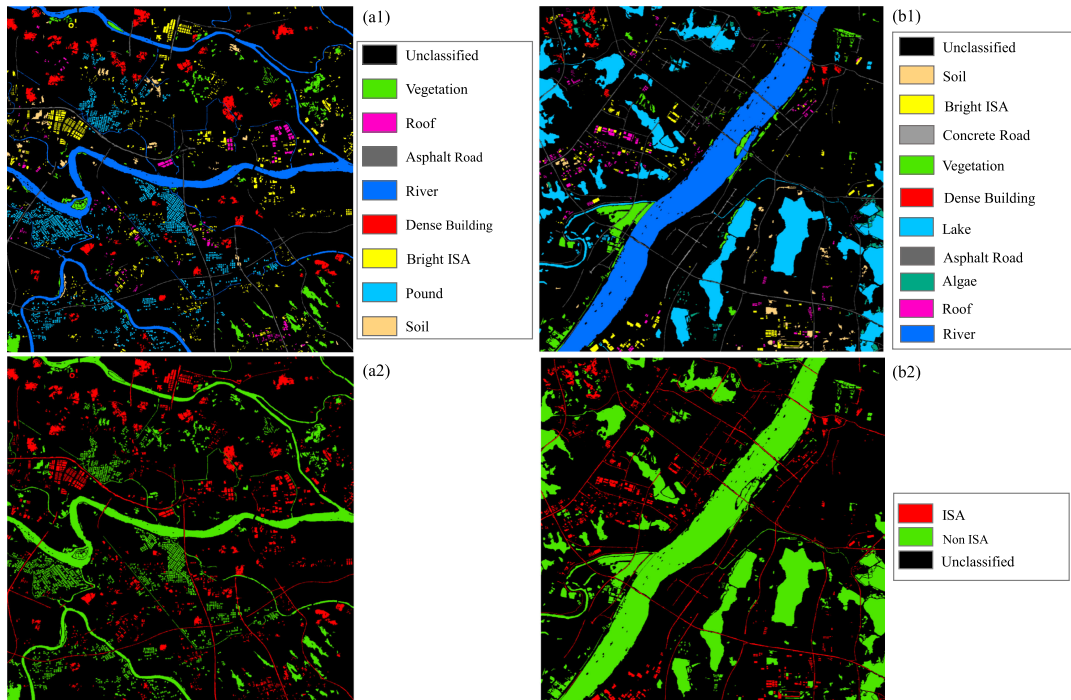 (a1)
Unclassified
Vegetation
Roof
Asphalt Road
River
Dense Building
Bright ISA
Pound
Soil
(b1)
Unclassified
Soil
Bright ISA
Concrete Road
Vegetation
Dense Building
Lake
Asphalt Road
Algae
Roof
River
(a2)
(b2)
ISA
Non ISA
Unclassified